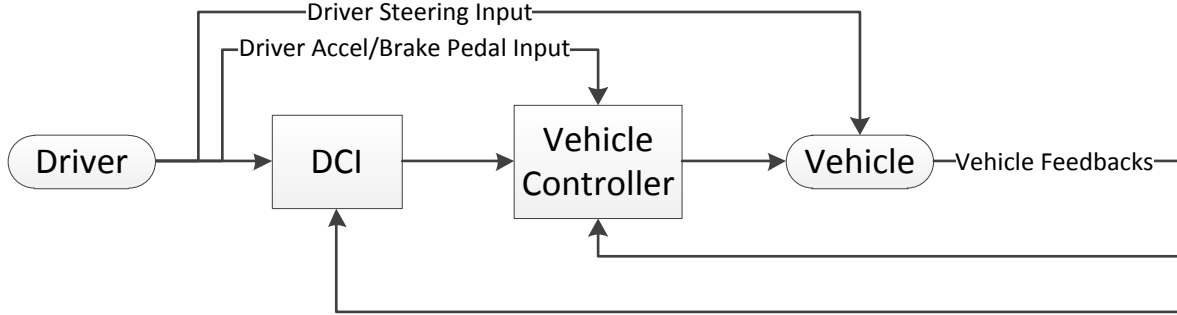 Driver Steering Input
Driver Accel/Brake Pedal Input
Driver
DCI
Vehicle
Controller
Vehicle
Vehicle Feedbacks